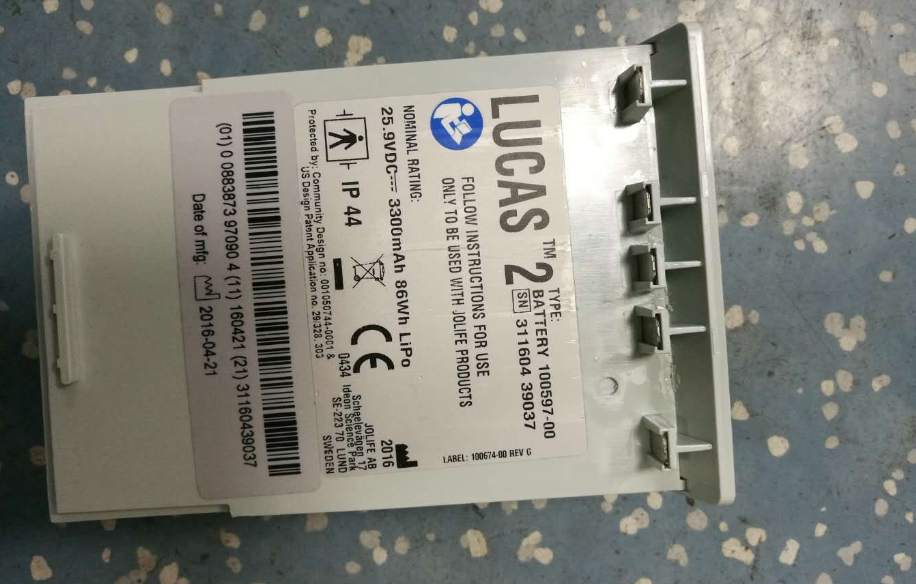 LUCAS™2
TYPE:
BATTERY 100597-00
SN 311604 39037
FOLLOW INSTRUCTIONS FOR USE
ONLY TO BE USED WITH JOLIFE PRODUCTS
NOMINAL RATING:
25.9VDC 3300mAh 86Wh LiPo
IP 44
0434
2016
JOLIFE AB
Scheelevägen 17
Ideon Science Park
SE-223 70 LUND
SWEDEN
Protected by: Community Design no: 001050744-0001 &
US Design Patent Application no. 29/328, 303
LABEL: 100674-00 REV G
(01) 0 0883873 97090 4 (11) 160421 (21) 31160439037
Date of mfg: 2016-04-21